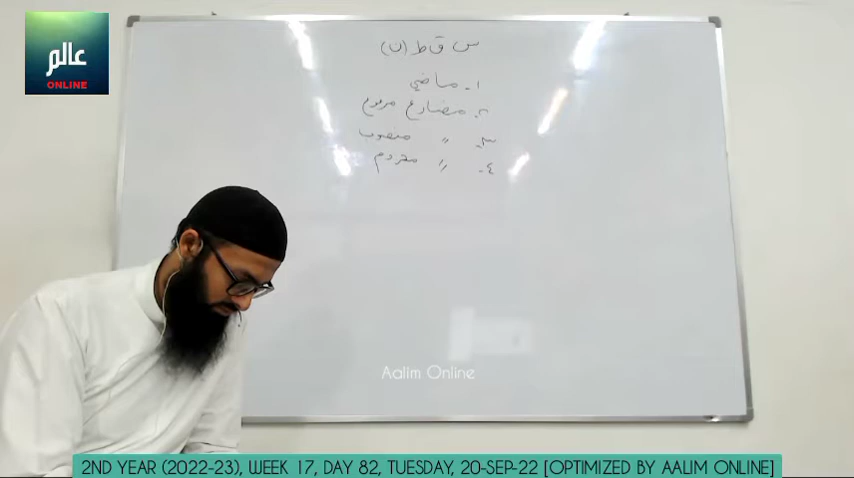 عالم
ONLINE
س ق ط (ن)
١. ماضي
٢. مضارع مرفوع
٣. " منصوب
٤. " مجزوم
Aalim Online
2ND YEAR (2022-23), WEEK 17, DAY 82, TUESDAY, 20-SEP-22 [OPTIMIZED BY AALIM ONLINE]